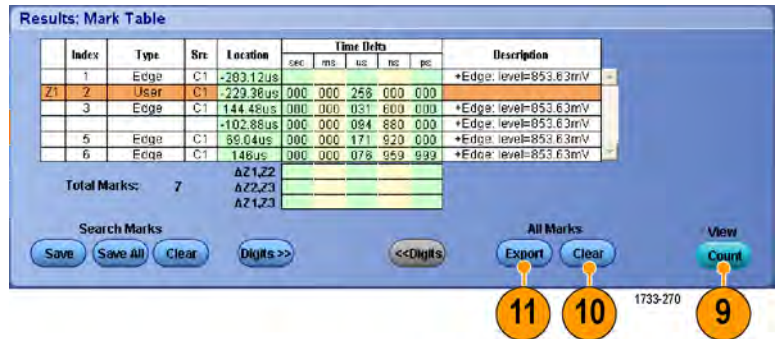 Results: Mark Table
Index Type Src Location Time Delta Description
sec ms us ns ps
1 Edge C1 -283.12us +Edge: level=853.63mV
Z1 2 User C1 -229.36us 000 000 256 000 000
3 Edge C1 144.48us 000 000 031 600 000 +Edge: level=853.63mV
-102.88us 000 000 094 880 000 +Edge: level=853.63mV
5 Edge C1 69.04us 000 000 171 920 000 +Edge: level=853.63mV
6 Edge C1 146us 000 000 076 959 999 +Edge: level=853.63mV
Total Marks: 7
ΔZ1,Z2
ΔZ2,Z3
ΔZ1,Z3
Search Marks All Marks View
Save Save All Clear Digits >> <<Digits Export Clear Count
1733-270
11 10 9